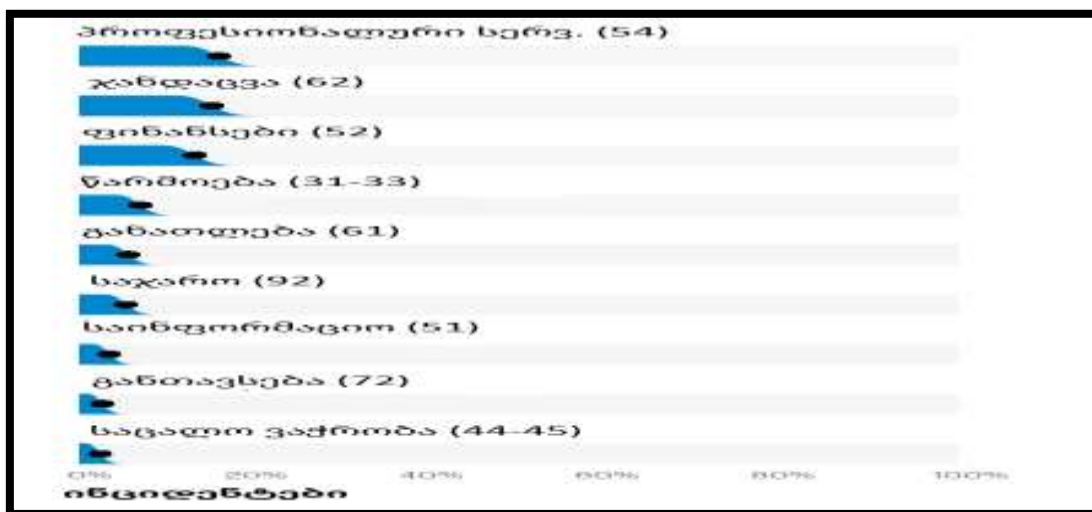 პროფესიონალური სერვ. (54)
ჯანდაცვა (62)
ფინანსები (52)
წარმოება (31-33)
განათლება (61)
საჯარო (92)
საინფორმაციო (51)
განთავსება (72)
საცალო ვაქრობა (44-45)
0% 20% 40% 60% 80% 100%
ინციდენტები